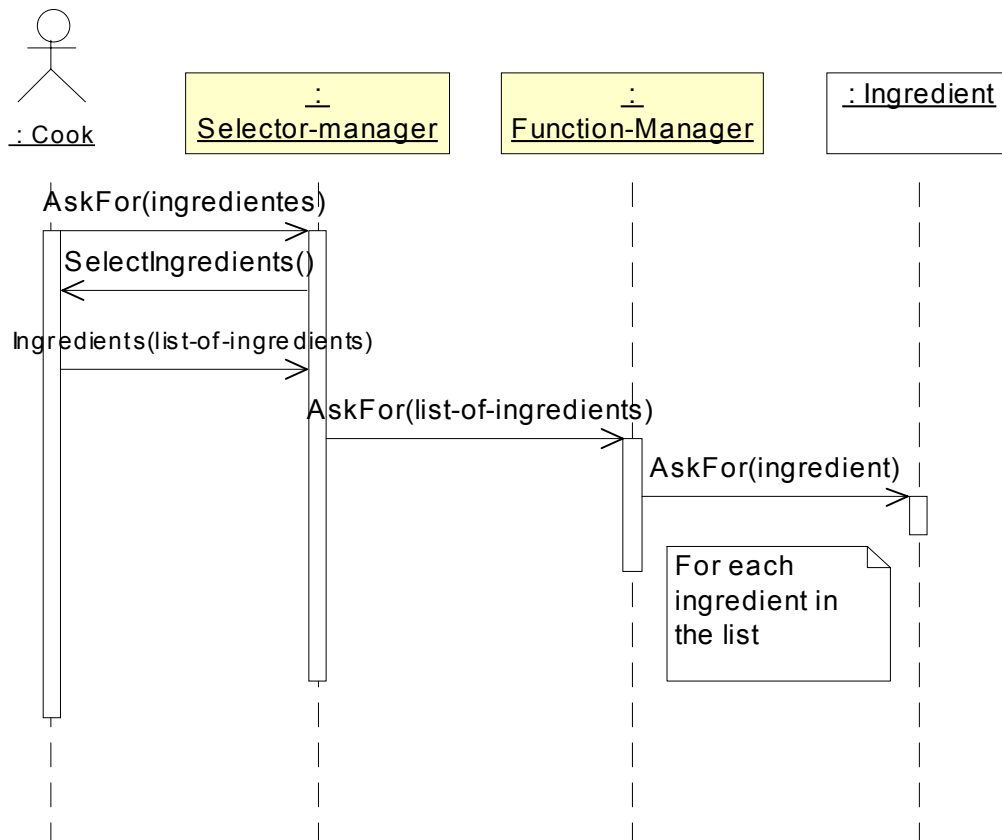 : Cook
:
Selector-manager
:
Function-Manager
: Ingredient
AskFor(ingredientes)
SelectIngredients()
Ingredients(list-of-ingredients)
AskFor(list-of-ingredients)
AskFor(ingredient)
For each
ingredient in
the list